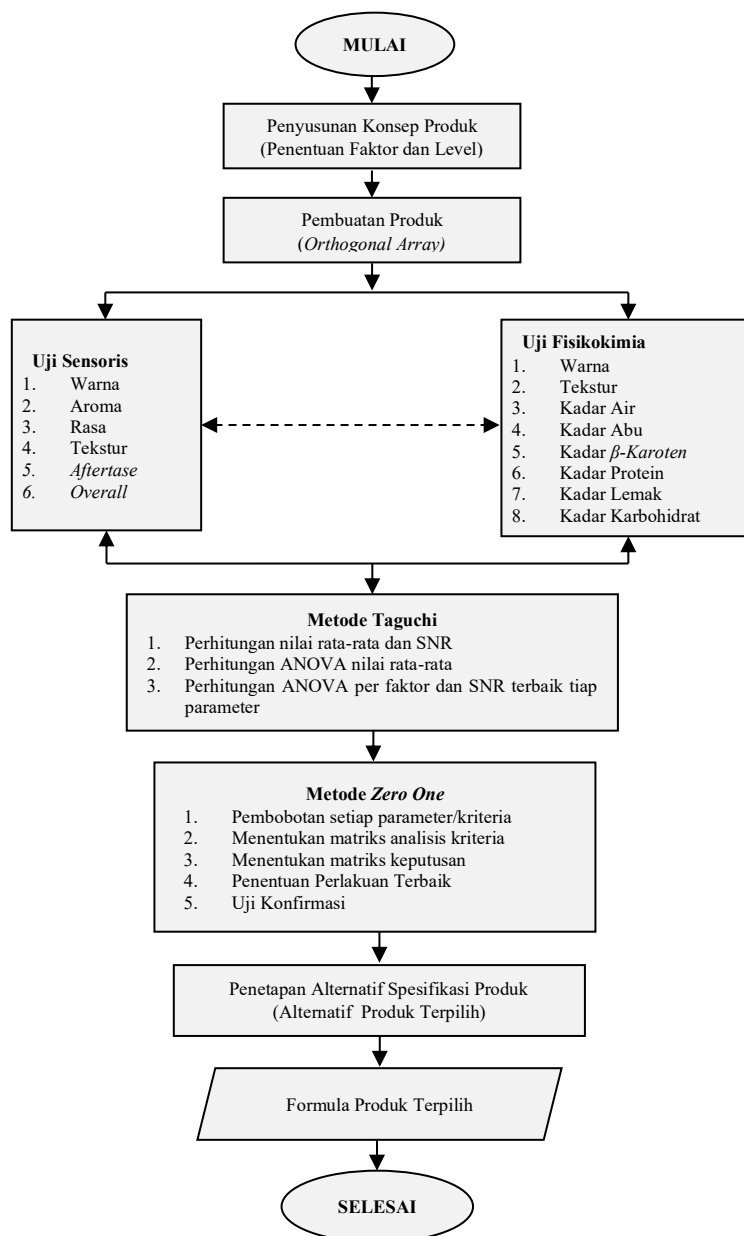 MULAI
Penyusunan Konsep Produk
(Penentuan Faktor dan Level)
Pembuatan Produk
(Orthogonal Array)
Uji Sensoris
1. Warna
2. Aroma
3. Rasa
4. Tekstur
5. Aftertase
6. Overall
Uji Fisikokimia
1. Warna
2. Tekstur
3. Kadar Air
4. Kadar Abu
5. Kadar β-Karoten
6. Kadar Protein
7. Kadar Lemak
8. Kadar Karbohidrat
Metode Taguchi
1. Perhitungan nilai rata-rata dan SNR
2. Perhitungan ANOVA nilai rata-rata
3. Perhitungan ANOVA per faktor dan SNR terbaik tiap
parameter
Metode Zero One
1. Pembobotan setiap parameter/kriteria
2. Menentukan matriks analisis kriteria
3. Menentukan matriks keputusan
4. Penentuan Perlakuan Terbaik
5. Uji Konfirmasi
Penetapan Alternatif Spesifikasi Produk
(Alternatif Produk Terpilih)
Formula Produk Terpilih
SELESAI